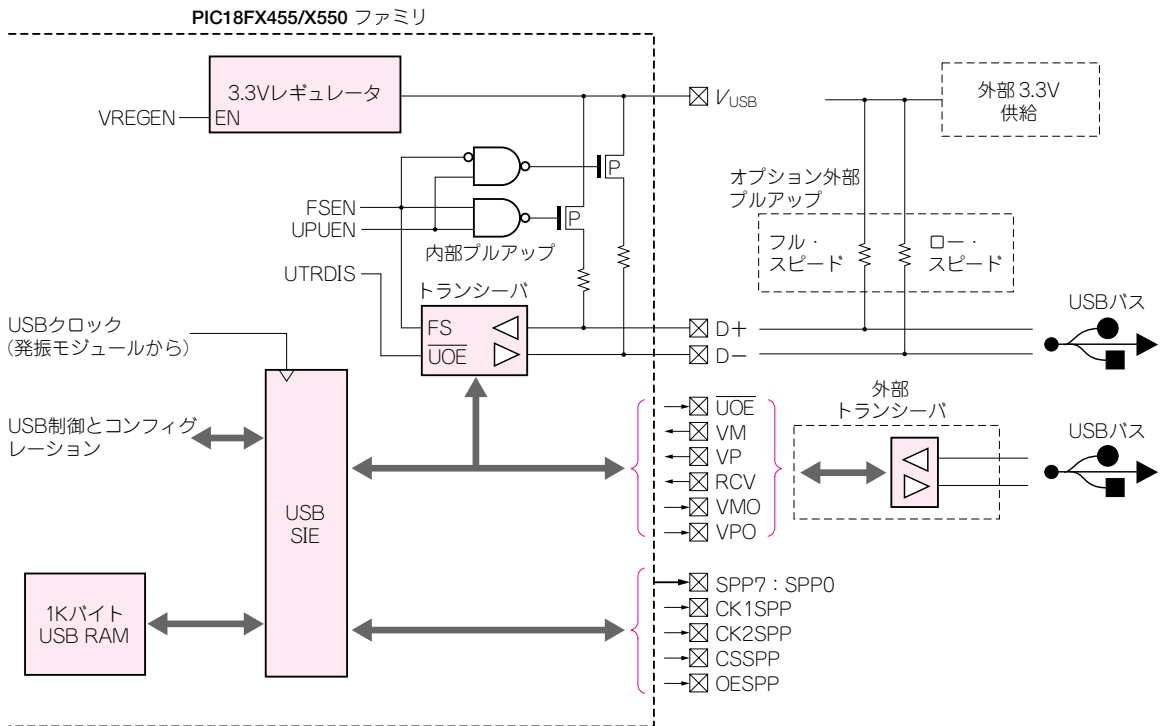 PIC18FX455/X550 ファミリ
3.3Vレギュレータ
VREGEN
EN
VUSB
外部 3.3V
供給
P
P
FSEN
UPUEN
内部プルアップ
オプション外部
プルアップ
フル・
スピード
ロー・
スピード
UTRDIS
トランシーバ
FS
UOE
D+
D−
USBバス
USBクロック
(発振モジュールから)
USB制御とコンフィグ
レーション
USB
SIE
1Kバイト
USB RAM
UOE
VM
VP
RCV
VMO
VPO
外部
トランシーバ
USBバス
SPP7：SPP0
CK1SPP
CK2SPP
CSSPP
OESPP